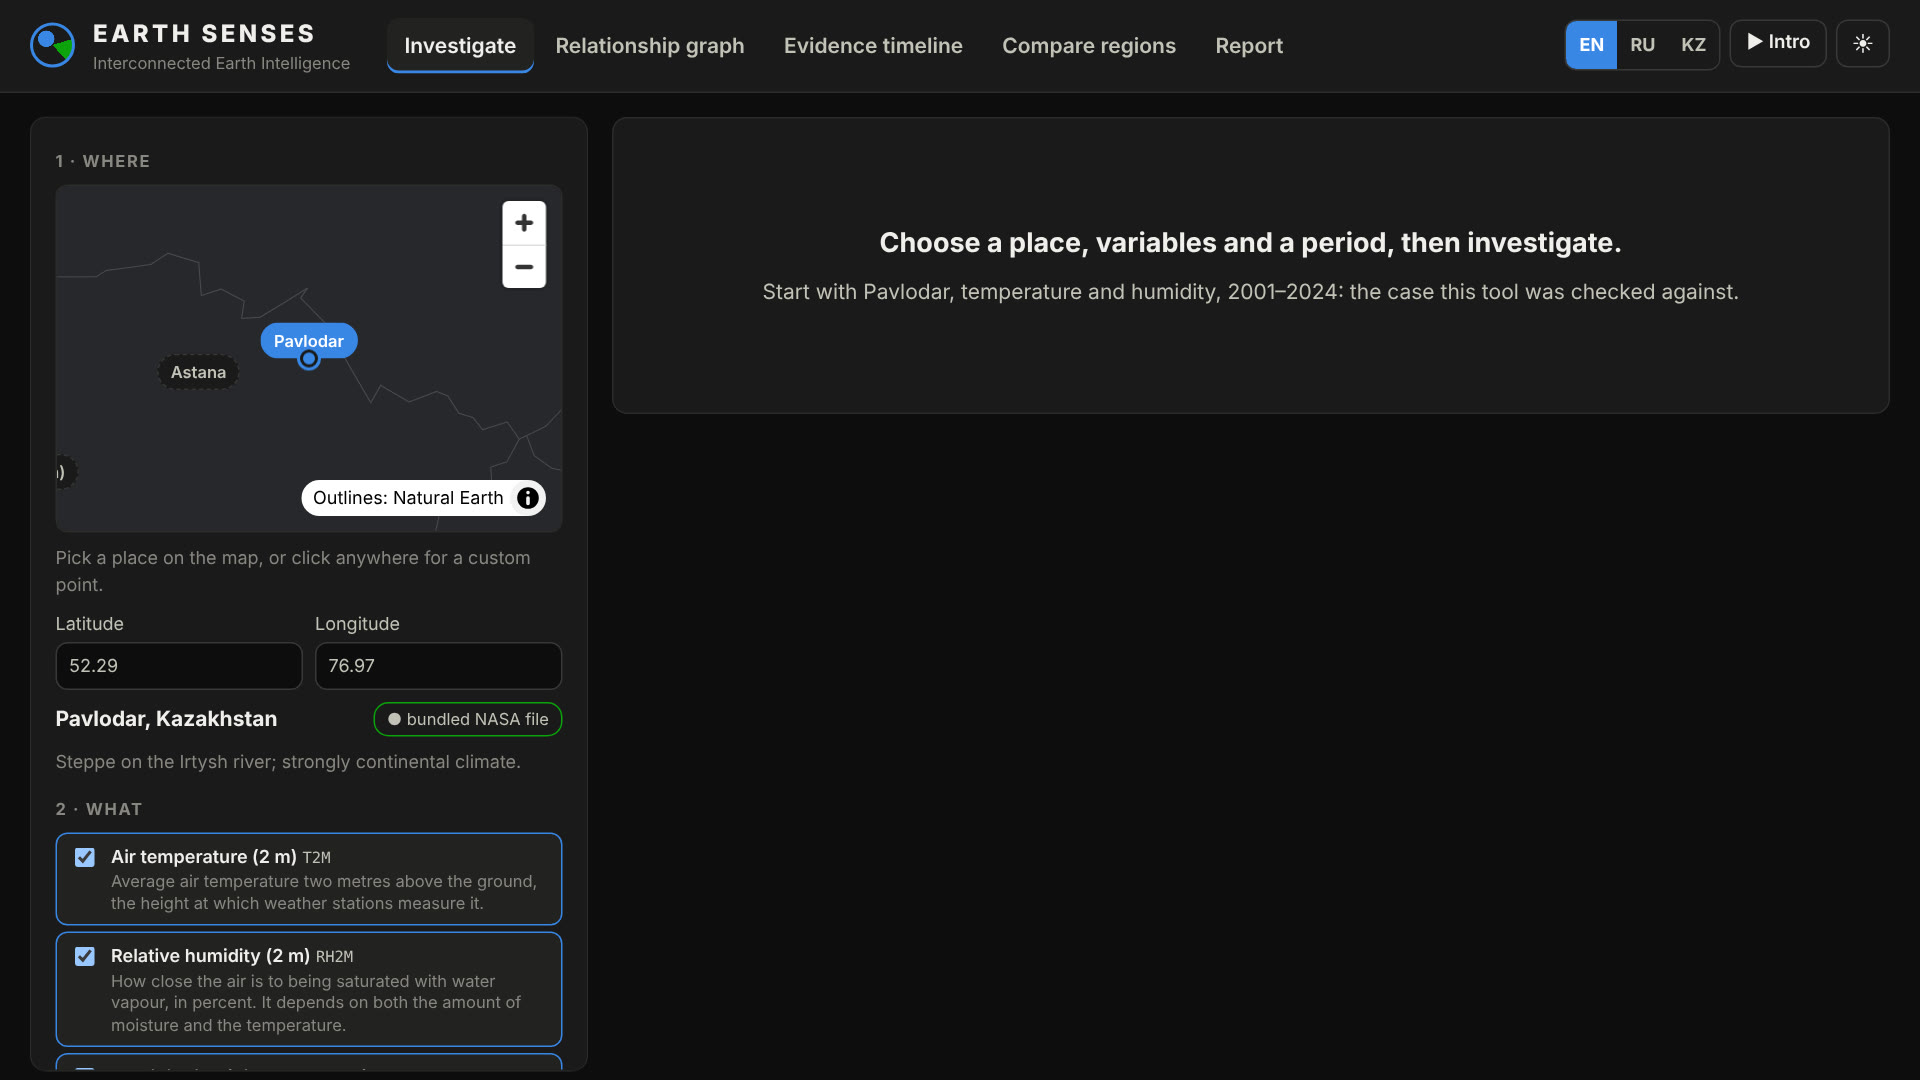 EARTH SENSES
Interconnected Earth Intelligence
Investigate
Relationship graph
Evidence timeline
Compare regions
Report
EN
RU
KZ
▶ Intro
1 · WHERE
+
−
Pavlodar
Astana
)
Outlines: Natural Earth
Pick a place on the map, or click anywhere for a custom
point.
Latitude
Longitude
52.29
76.97
Pavlodar, Kazakhstan
bundled NASA file
Steppe on the Irtysh river; strongly continental climate.
2 · WHAT
Air temperature (2 m) T2M
Average air temperature two metres above the ground,
the height at which weather stations measure it.
Relative humidity (2 m) RH2M
How close the air is to being saturated with water
vapour, in percent. It depends on both the amount of
moisture and the temperature.
Choose a place, variables and a period, then investigate.
Start with Pavlodar, temperature and humidity, 2001–2024: the case this tool was checked against.